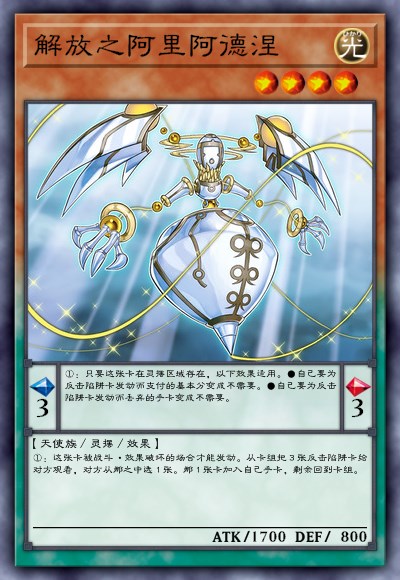 解放之阿里阿德涅
光
①：只要这张卡在灵摆区域存在，以下效果适用。●自己要为
反击陷阱卡发动而支付的基本分变成不需要。●自己要为反击
陷阱卡发动而丢弃的手卡变成不需要。
3
3
【天使族／灵摆／效果】
①：这张卡被战斗·效果破坏的场合才能发动。从卡组把3张反击陷阱卡给
对方观看，对方从那之中选1张。那1张卡加入自己手卡，剩余回到卡组。
ATK/1700 DEF/ 800